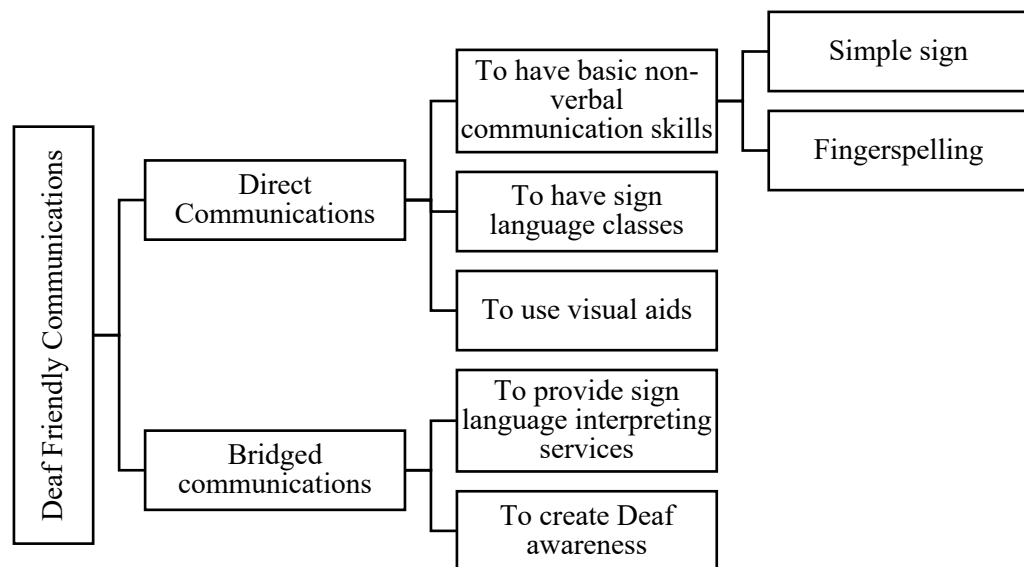 Deaf Friendly Communications
Direct
Communications
To have basic non-
verbal
communication skills
Simple sign
Fingerspelling
To have sign
language classes
To use visual aids
Bridged
communications
To provide sign
language interpreting
services
To create Deaf
awareness